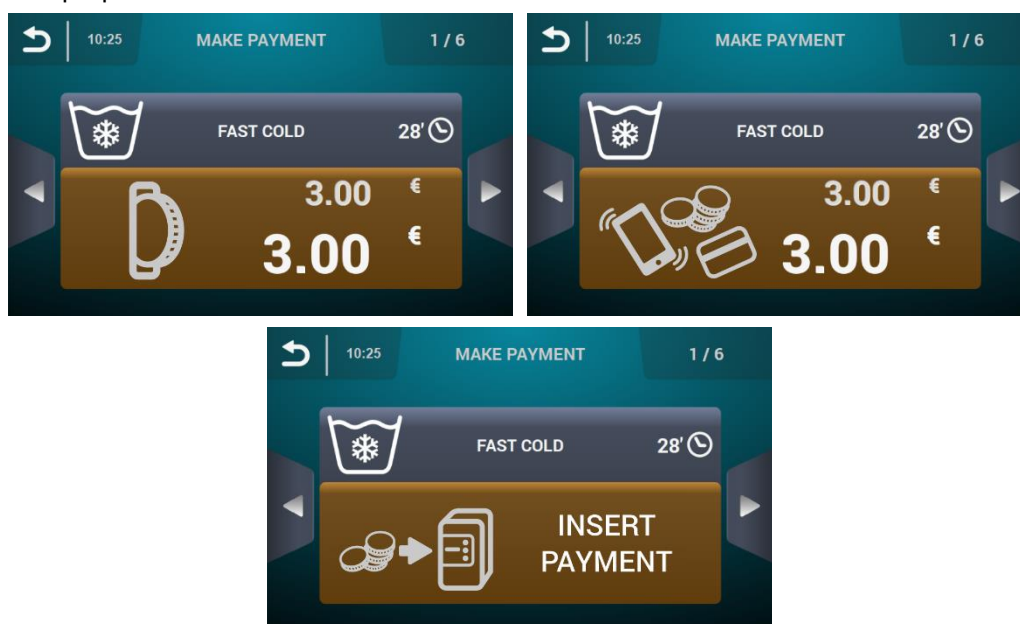 10:25 MAKE PAYMENT 1 / 6
FAST COLD 28'
3.00 €
3.00 €
10:25 MAKE PAYMENT 1 / 6
FAST COLD 28'
3.00 €
3.00 €
10:25 MAKE PAYMENT 1 / 6
FAST COLD 28'
INSERT
PAYMENT